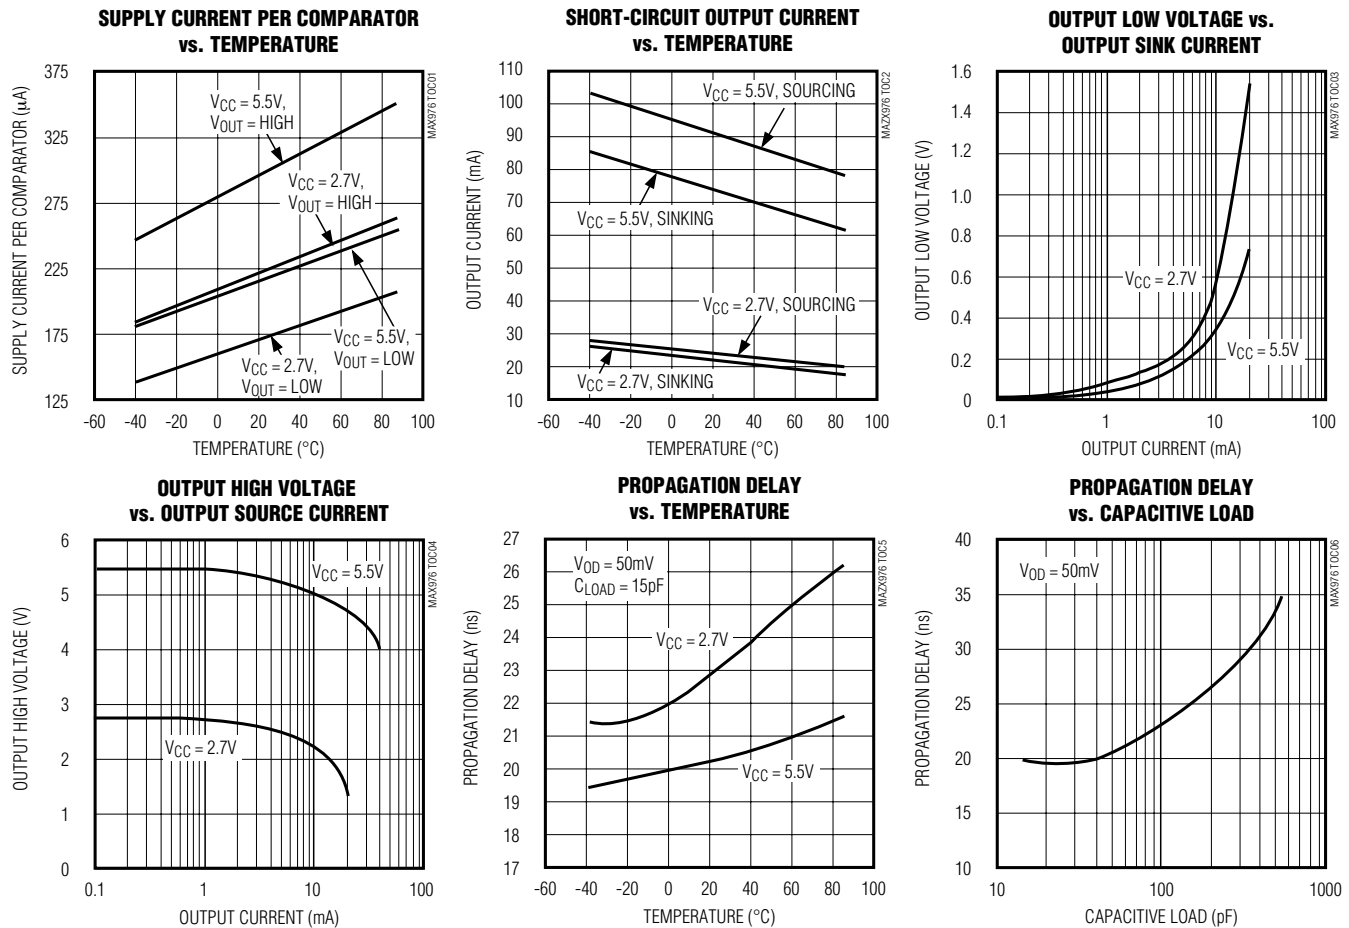 SUPPLY CURRENT PER COMPARATOR
vs. TEMPERATURE
SUPPLY CURRENT PER COMPARATOR (µA)
375
325
275
225
175
125
VCC = 5.5V,
VOUT = HIGH
VCC = 2.7V,
VOUT = HIGH
VCC = 5.5V,
VOUT = LOW
VCC = 2.7V,
VOUT = LOW
-60 -40 -20 0 20 40 60 80 100
TEMPERATURE (°C)
MAX976 TOC01
SHORT-CIRCUIT OUTPUT CURRENT
vs. TEMPERATURE
OUTPUT CURRENT (mA)
110
100
90
80
70
60
50
40
30
20
10
VCC = 5.5V, SOURCING
VCC = 5.5V, SINKING
VCC = 2.7V, SOURCING
VCC = 2.7V, SINKING
-60 -40 -20 0 20 40 60 80 100
TEMPERATURE (°C)
MAZX976 TOC2
OUTPUT LOW VOLTAGE vs.
OUTPUT SINK CURRENT
OUTPUT LOW VOLTAGE (V)
1.6
1.4
1.2
1.0
0.8
0.6
0.4
0.2
0
VCC = 2.7V
VCC = 5.5V
0.1 1 10 100
OUTPUT CURRENT (mA)
MAX976 TOC03
OUTPUT HIGH VOLTAGE
vs. OUTPUT SOURCE CURRENT
OUTPUT HIGH VOLTAGE (V)
6
5
4
3
2
1
0
VCC = 5.5V
VCC = 2.7V
0.1 1 10 100
OUTPUT CURRENT (mA)
MAX976 TOC04
PROPAGATION DELAY
vs. TEMPERATURE
PROPAGATION DELAY (ns)
27
26
25
24
23
22
21
20
19
18
17
VOD = 50mV
CLOAD = 15pF
VCC = 2.7V
VCC = 5.5V
-60 -40 -20 0 20 40 60 80 100
TEMPERATURE (°C)
MAZX976 TOC5
PROPAGATION DELAY
vs. CAPACITIVE LOAD
PROPAGATION DELAY (ns)
40
35
30
25
20
15
10
VOD = 50mV
10 100 1000
CAPACITIVE LOAD (pF)
MAX976 TOC06